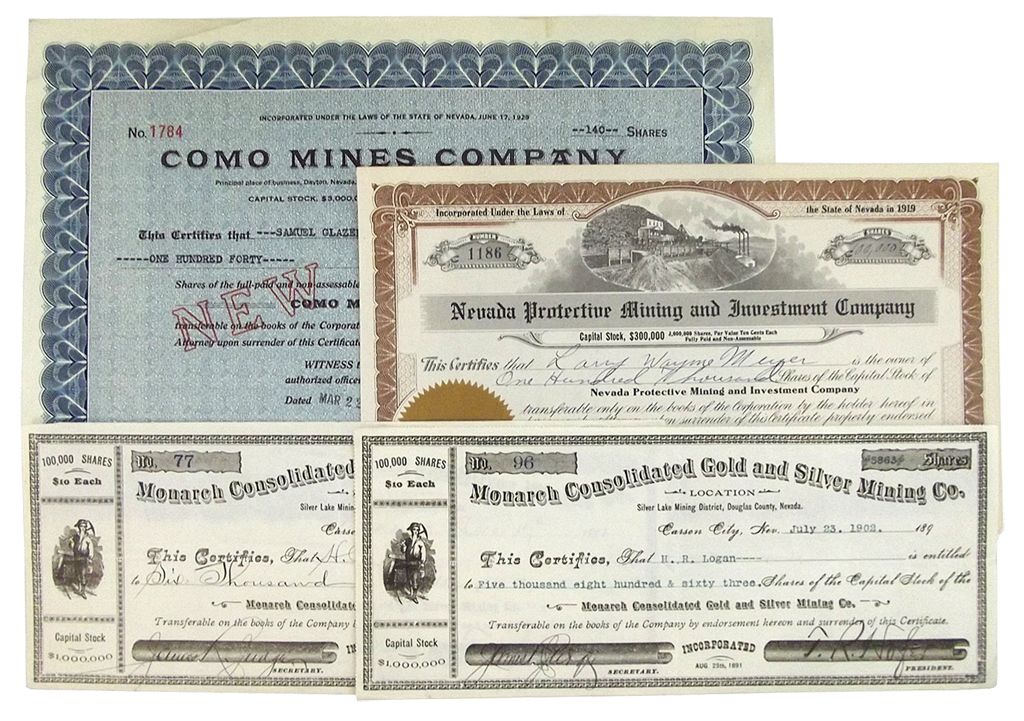 INCORPORATED UNDER THE LAWS OF THE STATE OF NEVADA, JUNE 17, 1929
No. 1784 --140-- SHARES
COMO MINES COMPANY
Principal place of business, Dayton, Nevada
CAPITAL STOCK, $3,000,
This Certifies that ---SAMUEL GLAZE
-----ONE HUNDRED FORTY-----
Shares of the full-paid and non-assessable
NEW
COMO M
transferable on the books of the Corporat
Attorney upon surrender of this Certificat
WITNESS t
authorized office
Dated MAR 2
Incorporated Under the Laws of the State of Nevada in 1919
NUMBER
1186
SHARES
Nevada Protective Mining and Investment Company
Capital Stock, $300,000 Shares, Par Value Ten Cents Each
Fully Paid and Non-Assessable
This Certifies that Larry Wayne Meyer is the owner of
One Hundred Thousand Shares of the Capital Stock of
Nevada Protective Mining and Investment Company
transferable only on the books of the Corporation by the holder hereof in
surrender of this Certificate properly endorsed
100,000 SHARES
$10 Each
Capital Stock
$1,000,000
No. 77
Monarch Consolidated
Silver Lake Min
Carso
This Certifies, That H.
to Six Thousand
Monarch Consolidate
Transferable on the books of the Company b
SECRETARY.
IN
100,000 SHARES
$10 Each
Capital Stock
$1,000,000
No. 96 5863 Shares
Monarch Consolidated Gold and Silver Mining Co.
LOCATION
Silver Lake Mining District, Douglas County, Nevada.
Carson City, Nev. July 23. 1902. 189
This Certifies, That H. R. Logan---- is entitled
to Five thousand eight hundred & sixty three. Shares of the Capital Stock of the
Monarch Consolidated Gold and Silver Mining Co.
Transferable on the books of the Company by endorsement hereon and surrender of this Certificate.
INCORPORATED
AUG. 25th, 1891
SECRETARY.
PRESIDENT.